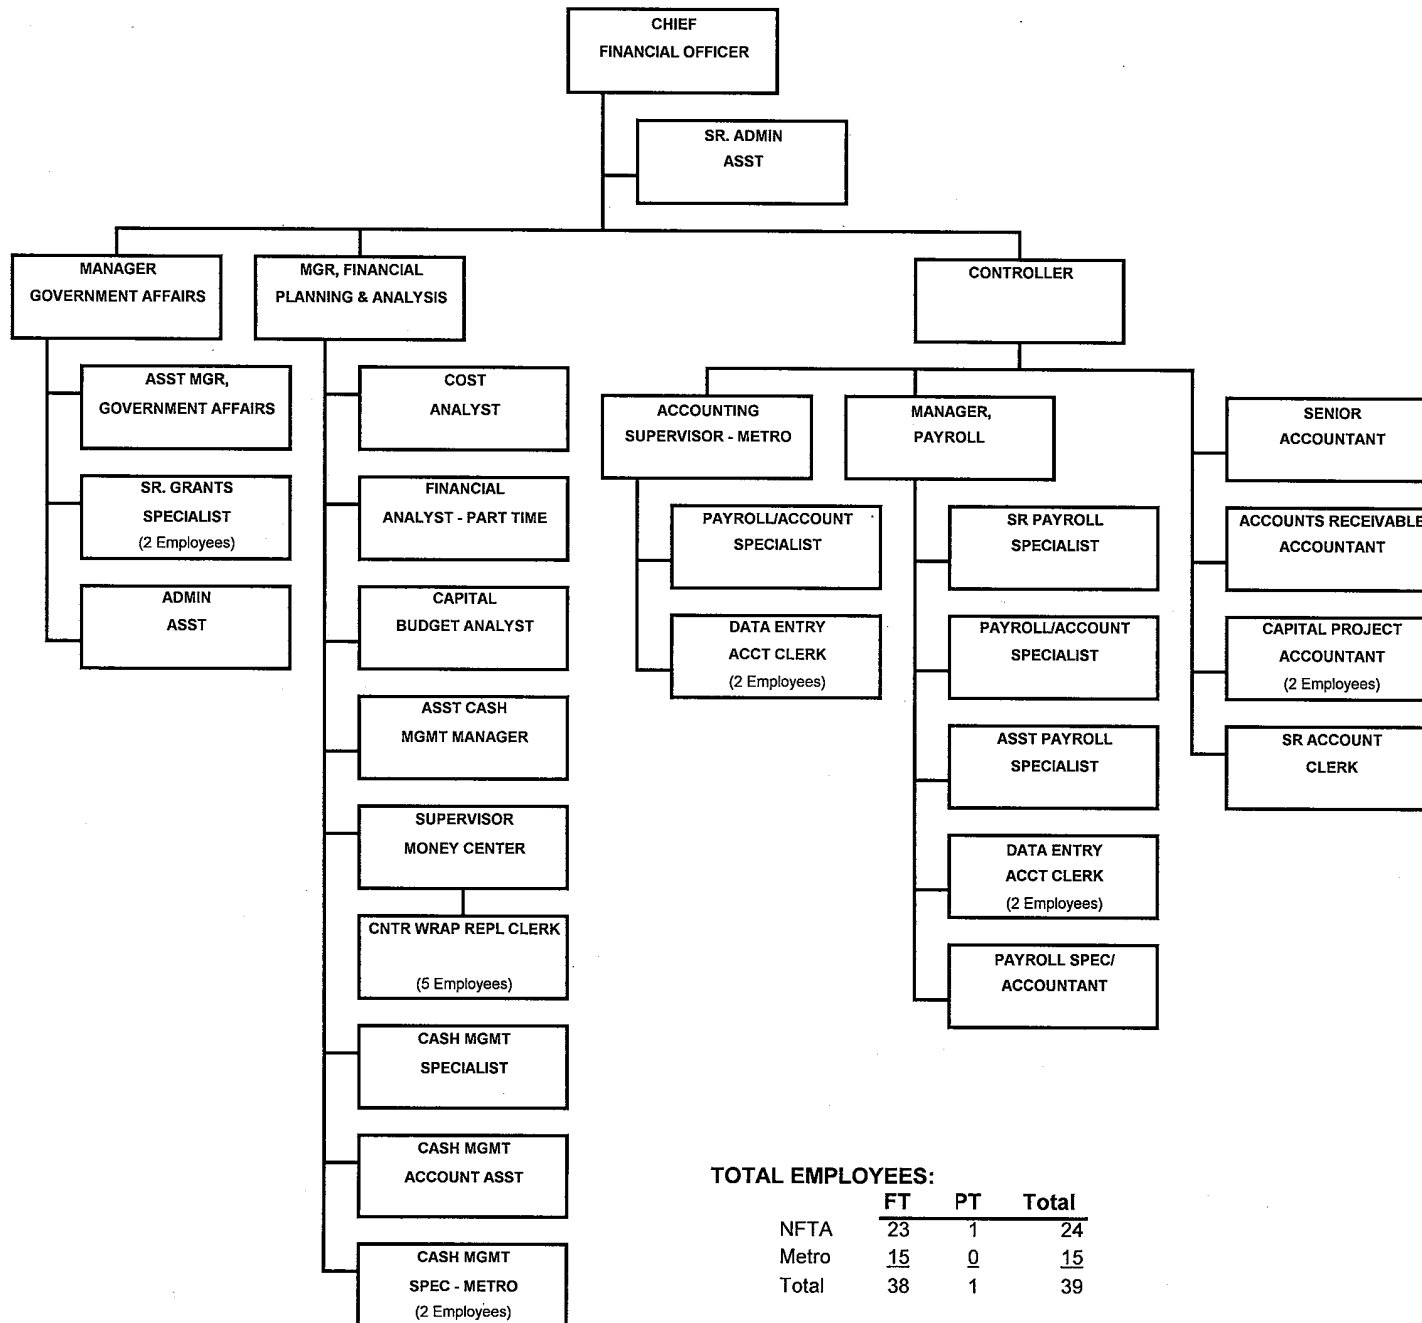 CHIEF
FINANCIAL OFFICER
SR. ADMIN
ASST
MANAGER
GOVERNMENT AFFAIRS
ASST MGR,
GOVERNMENT AFFAIRS
SR. GRANTS
SPECIALIST
(2 Employees)
ADMIN
ASST
MGR, FINANCIAL
PLANNING & ANALYSIS
COST
ANALYST
FINANCIAL
ANALYST - PART TIME
CAPITAL
BUDGET ANALYST
ASST CASH
MGMT MANAGER
SUPERVISOR
MONEY CENTER
CNTR WRAP REPL CLERK
(5 Employees)
CASH MGMT
SPECIALIST
CASH MGMT
ACCOUNT ASST
CASH MGMT
SPEC - METRO
(2 Employees)
CONTROLLER
ACCOUNTING
SUPERVISOR - METRO
PAYROLL/ACCOUNT
SPECIALIST
DATA ENTRY
ACCT CLERK
(2 Employees)
MANAGER,
PAYROLL
SR PAYROLL
SPECIALIST
PAYROLL/ACCOUNT
SPECIALIST
ASST PAYROLL
SPECIALIST
DATA ENTRY
ACCT CLERK
(2 Employees)
PAYROLL SPEC/
ACCOUNTANT
SENIOR
ACCOUNTANT
ACCOUNTS RECEIVABLE
ACCOUNTANT
CAPITAL PROJECT
ACCOUNTANT
(2 Employees)
SR ACCOUNT
CLERK
TOTAL EMPLOYEES:
FT PT Total
NFTA 23 1 24
Metro 15 0 15
Total 38 1 39